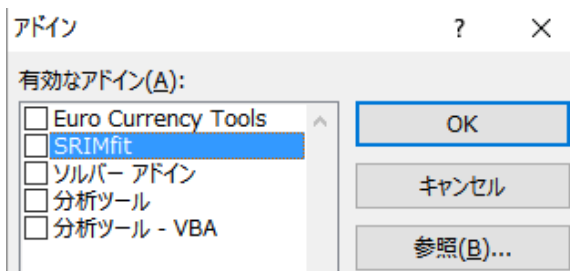 アドイン ? ×
有効なアドイン(A):
Euro Currency Tools
SRIMfit
ソルバー アドイン
分析ツール
分析ツール - VBA
OK
キャンセル
参照(B)...